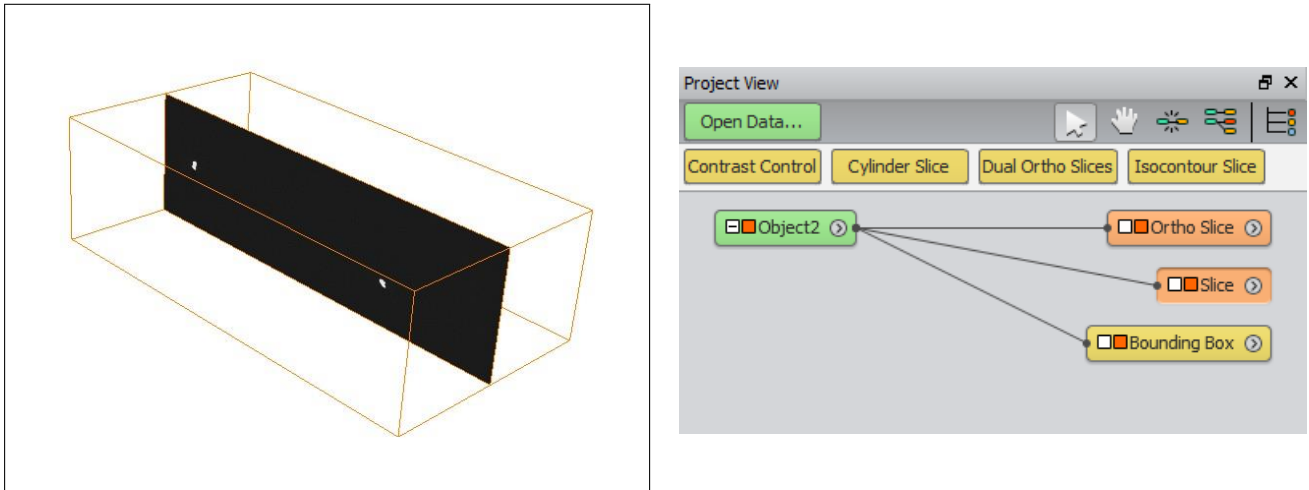 Project View
Open Data...
Contrast Control Cylinder Slice Dual Ortho Slices Isocontour Slice
Object2 Ortho Slice
Slice
Bounding Box